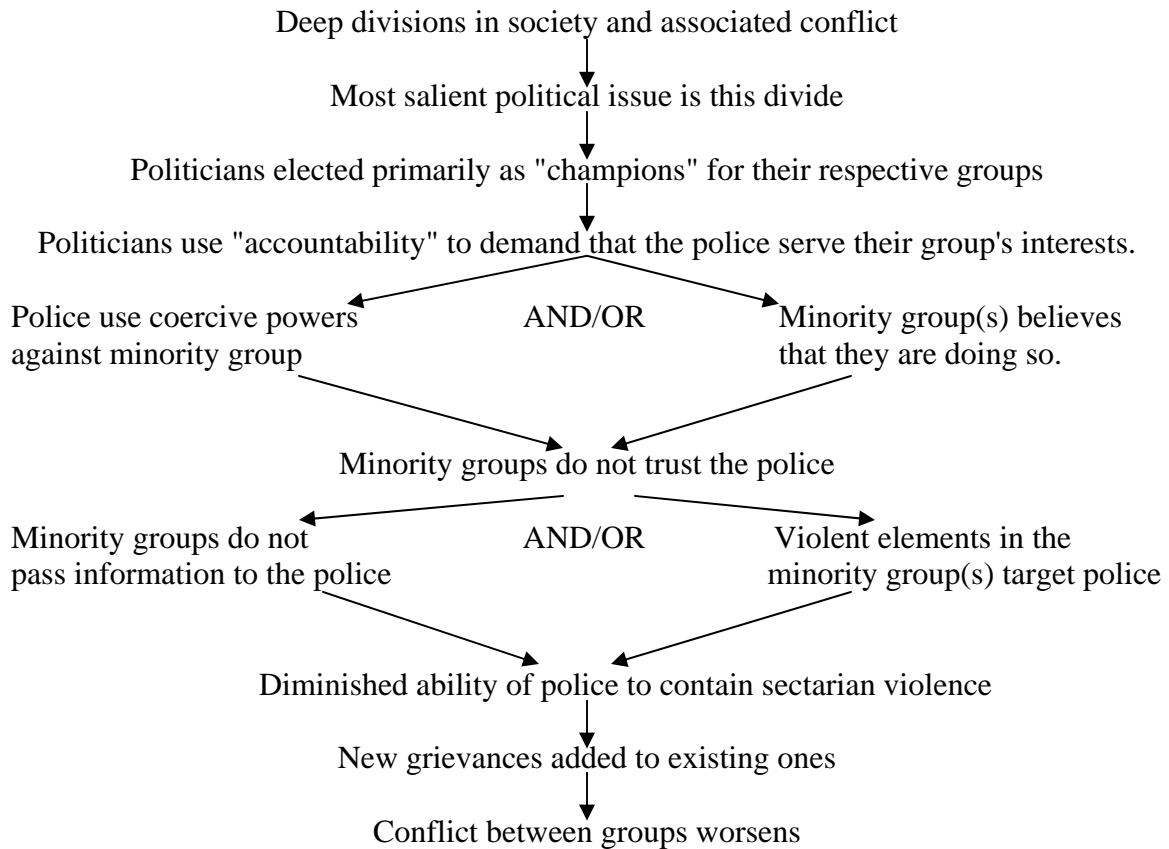 Deep divisions in society and associated conflict
Most salient political issue is this divide
Politicians elected primarily as "champions" for their respective groups
Politicians use "accountability" to demand that the police serve their group's interests.
Police use coercive powers
against minority group
AND/OR
Minority group(s) believes
that they are doing so.
Minority groups do not trust the police
Minority groups do not
pass information to the police
AND/OR
Violent elements in the
minority group(s) target police
Diminished ability of police to contain sectarian violence
New grievances added to existing ones
Conflict between groups worsens